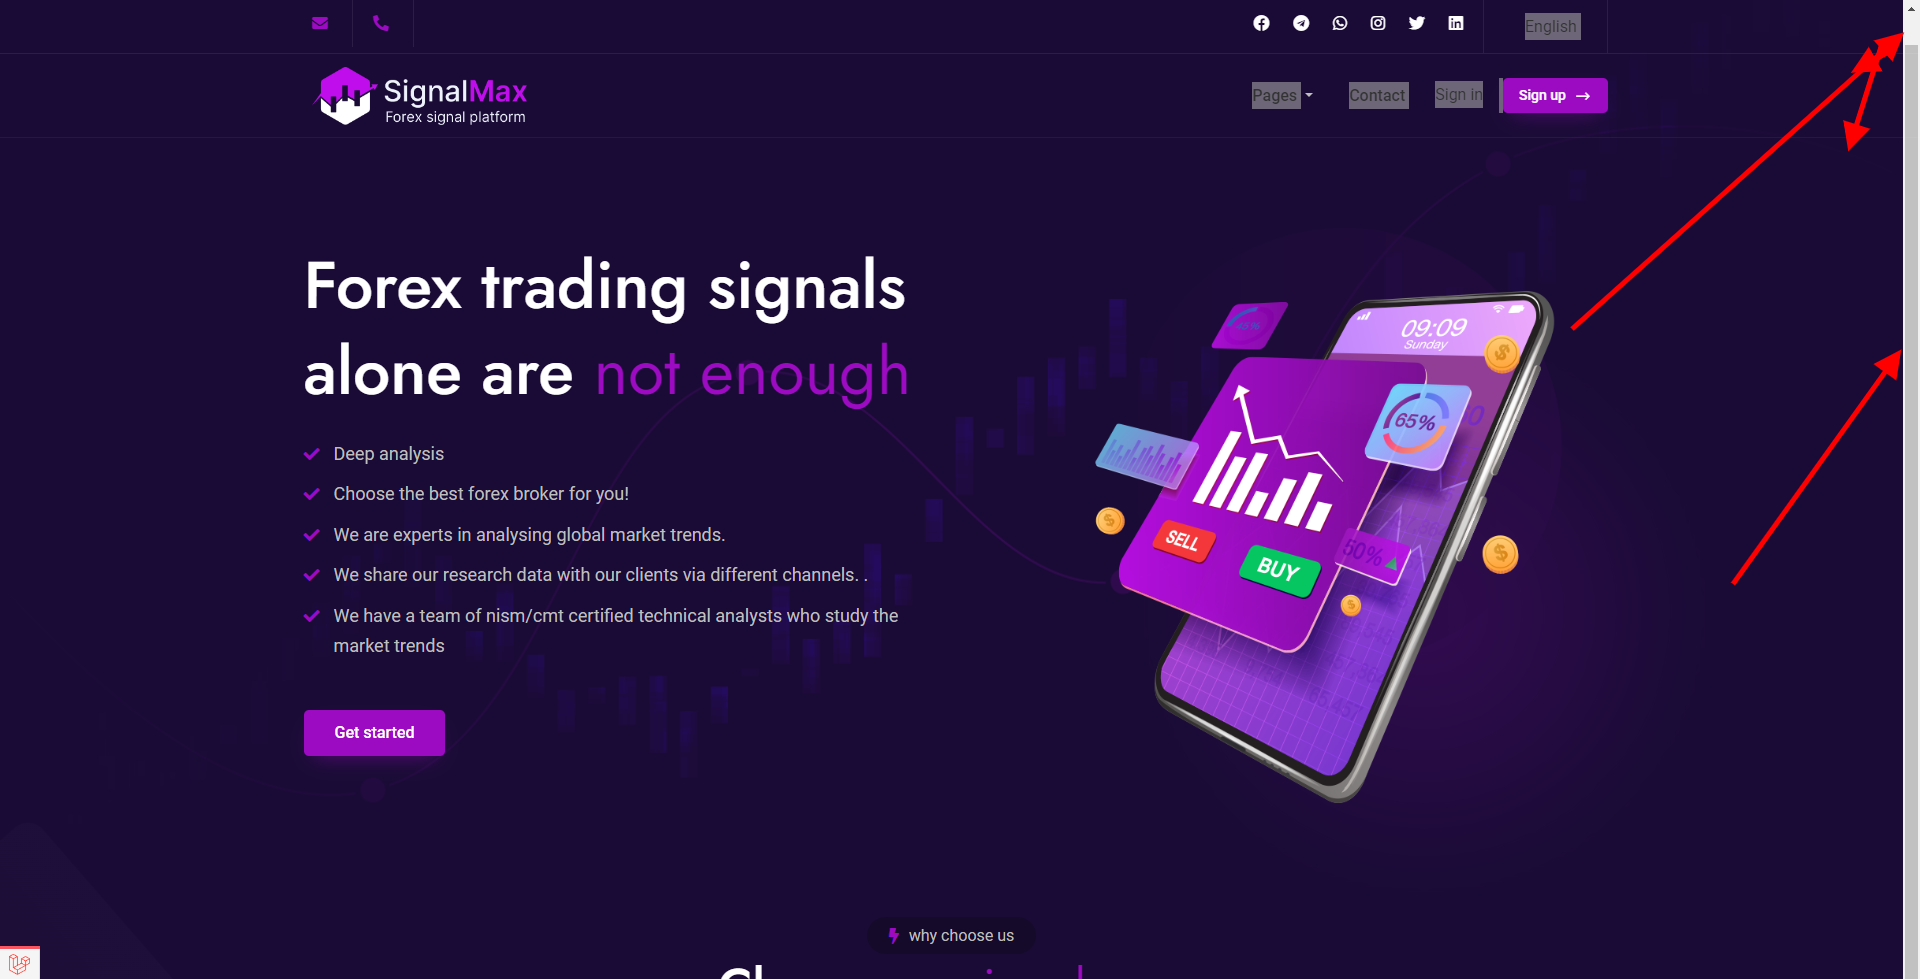 English
SignalMax
Forex signal platform
Pages
Contact
Sign in
Sign up
Forex trading signals
alone are not enough
Deep analysis
Choose the best forex broker for you!
We are experts in analysing global market trends.
We share our research data with our clients via different channels. .
We have a team of nism/cmt certified technical analysts who study the
market trends
Get started
09:09
Sunday
65%
SELL
BUY
50%
why choose us